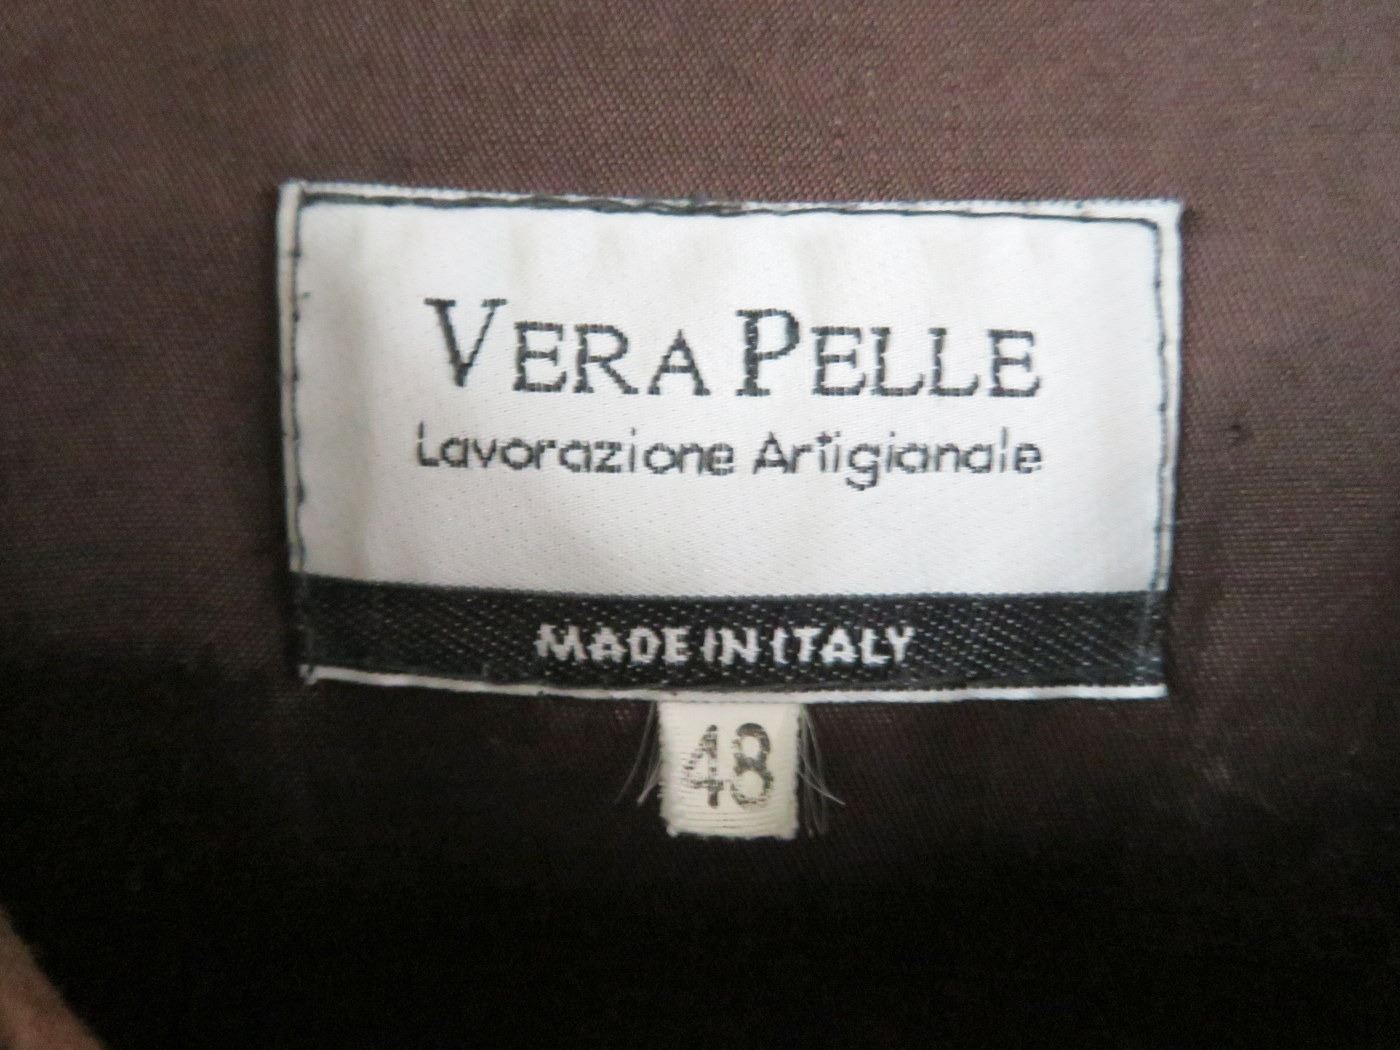 VERA PELLE
Lavorazione Artigianale
MADE IN ITALY
48